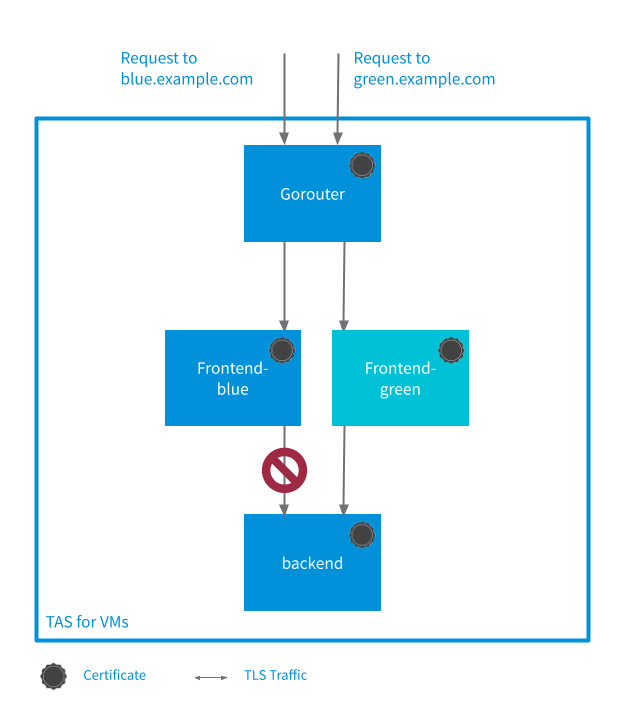 Request to
blue.example.com
Request to
green.example.com
Gorouter
Frontend-
blue
Frontend-
green
backend
TAS for VMs
Certificate
TLS Traffic